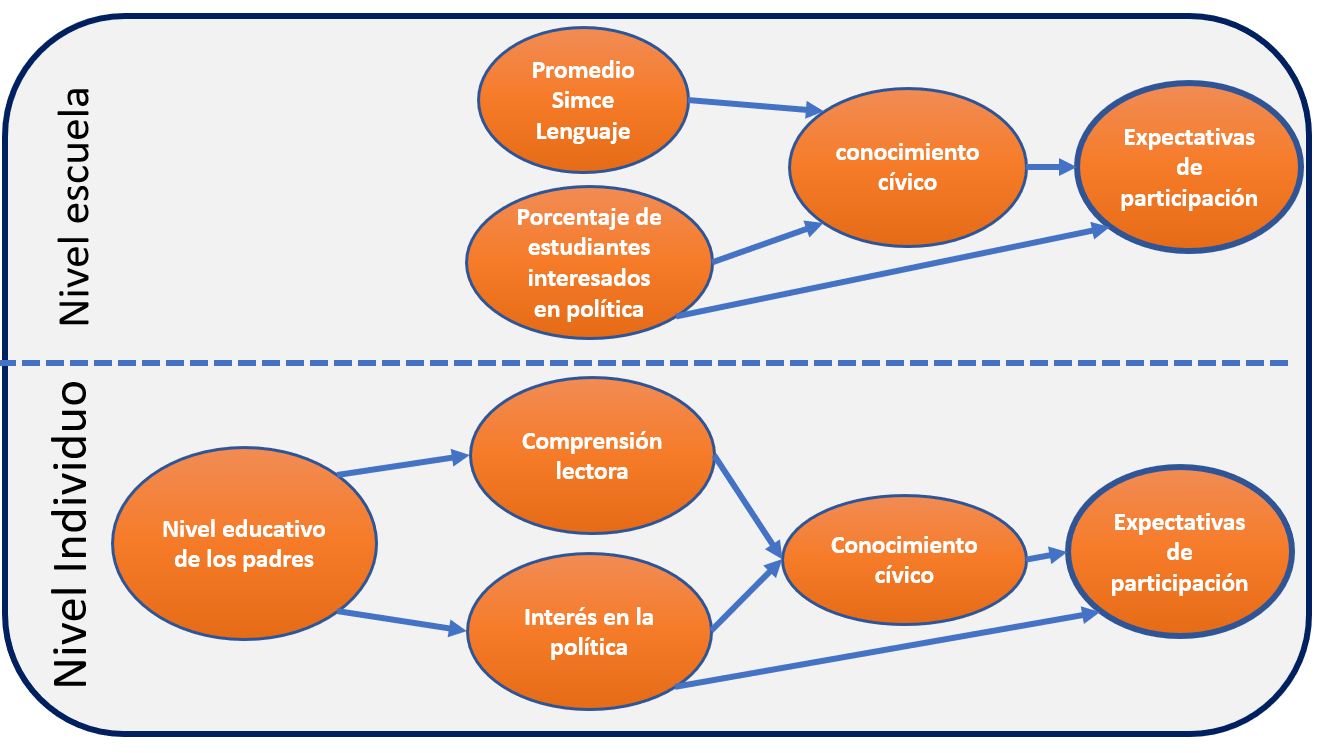 Nivel escuela
Promedio
Simce
Lenguaje
Porcentaje de
estudiantes
interesados
en política
conocimiento
cívico
Expectativas
de
participación
Nivel Individuo
Nivel educativo
de los padres
Comprensión
lectora
Interés en la
política
Conocimiento
cívico
Expectativas
de
participación